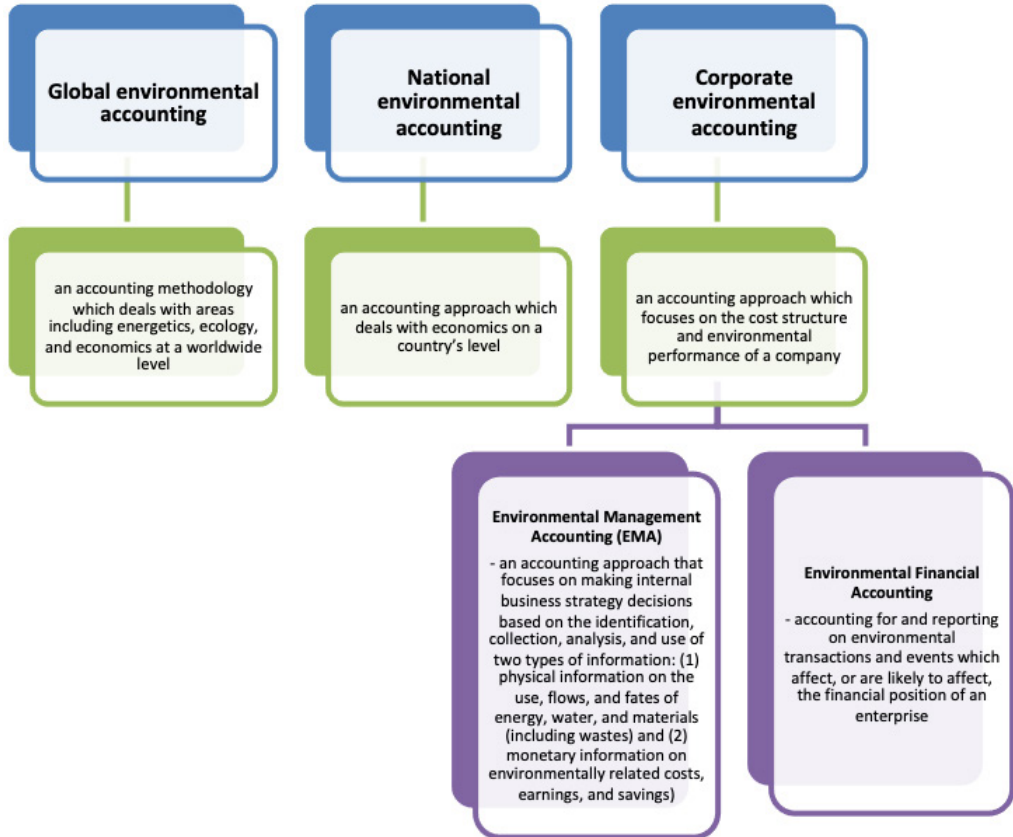 Global environmental
accounting
National
environmental
accounting
Corporate
environmental
accounting
an accounting methodology
which deals with areas
including energetics, ecology,
and economics at a worldwide
level
an accounting approach which
deals with economics on a
country's level
an accounting approach which
focuses on the cost structure
and environmental
performance of a company
Environmental Management
Accounting (EMA)
- an accounting approach that
focuses on making internal
business strategy decisions
based on the identification,
collection, analysis, and use of
two types of information: (1)
physical information on the
use, flows, and fates of
energy, water, and materials
(including wastes) and (2)
monetary information on
environmentally related costs,
earnings, and savings)
Environmental Financial
Accounting
- accounting for and reporting
on environmental
transactions and events which
affect, or are likely to affect,
the financial position of an
enterprise